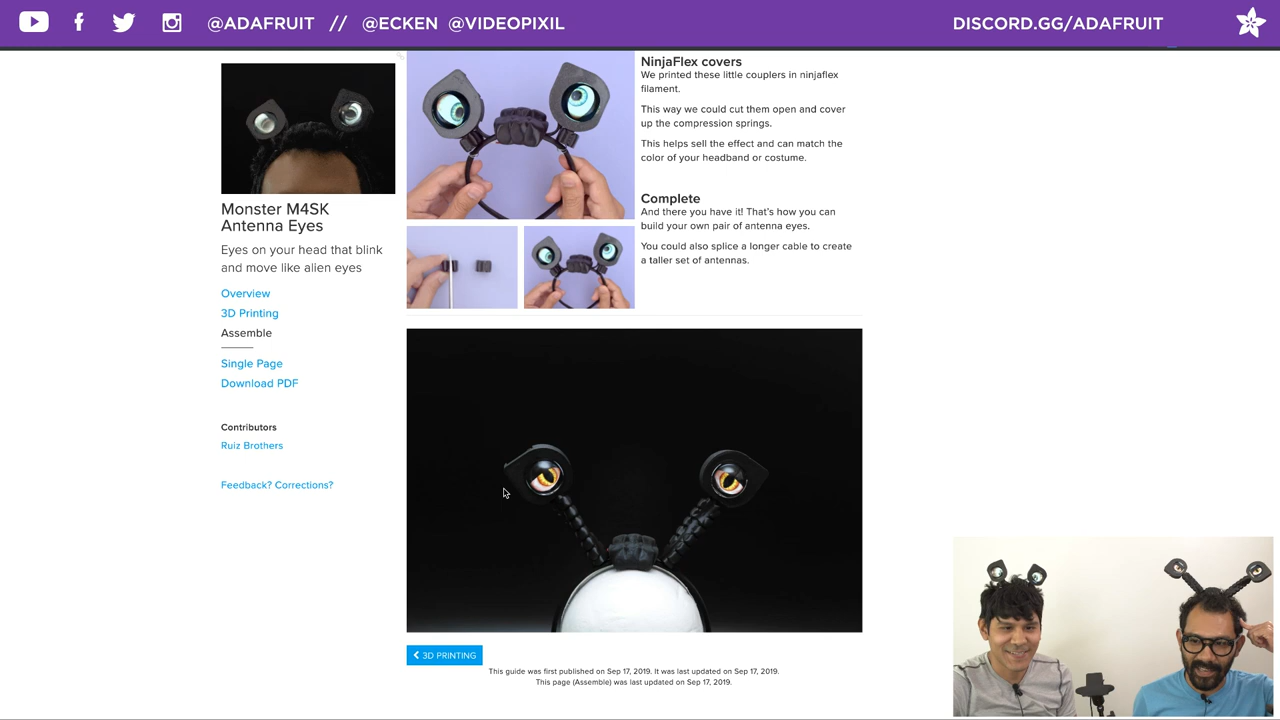 @ADAFRUIT // @ECKEN @VIDEOPIXIL
DISCORD.GG/ADAFRUIT
Monster M4SK
Antenna Eyes
Eyes on your head that blink
and move like alien eyes
Overview
3D Printing
Assemble
Single Page
Download PDF
Contributors
Ruiz Brothers
Feedback? Corrections?
NinjaFlex covers
We printed these little couplers in ninjaflex
filament.
This way we could cut them open and cover
up the compression springs.
This helps sell the effect and can match the
color of your headband or costume.
Complete
And there you have it! That's how you can
build your own pair of antenna eyes.
You could also splice a longer cable to create
a taller set of antennas.
3D PRINTING
This guide was first published on Sep 17, 2019. It was last updated on Sep 17, 2019.
This page (Assemble) was last updated on Sep 17, 2019.